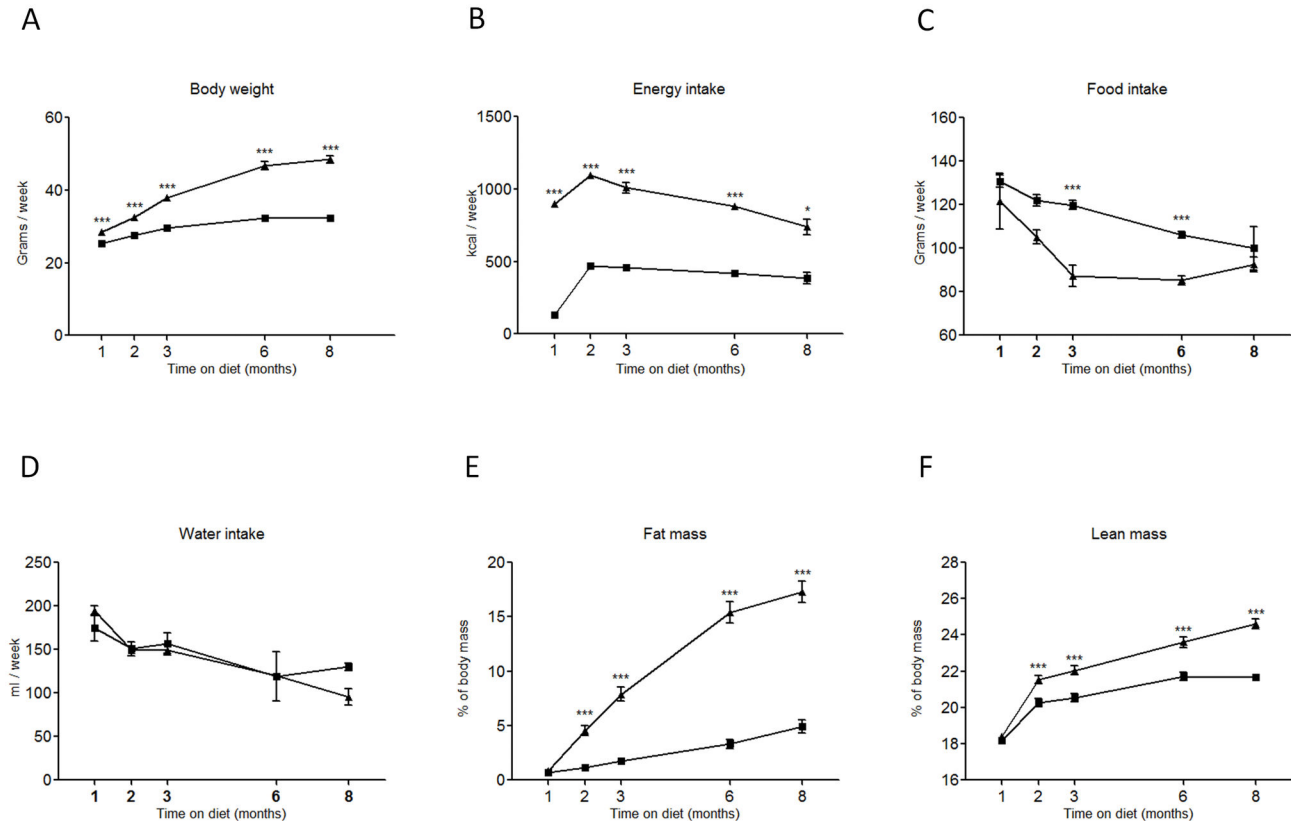 A
Body weight
Grams / week
60
40
20
0
***
***
***
***
***
1 2 3 6 8
Time on diet (months)
B
Energy intake
kcal / week
1500
1000
500
0
***
***
***
***
*
1 2 3 6 8
Time on diet (months)
C
Food intake
Grams / week
160
140
120
100
80
60
***
***
1 2 3 6 8
Time on diet (months)
D
Water intake
ml / week
250
200
150
100
50
0
1 2 3 6 8
Time on diet (months)
E
Fat mass
% of body mass
20
15
10
5
0
***
***
***
***
1 2 3 6 8
Time on diet (months)
F
Lean mass
% of body mass
28
26
24
22
20
18
16
***
***
***
***
1 2 3 6 8
Time on diet (months)